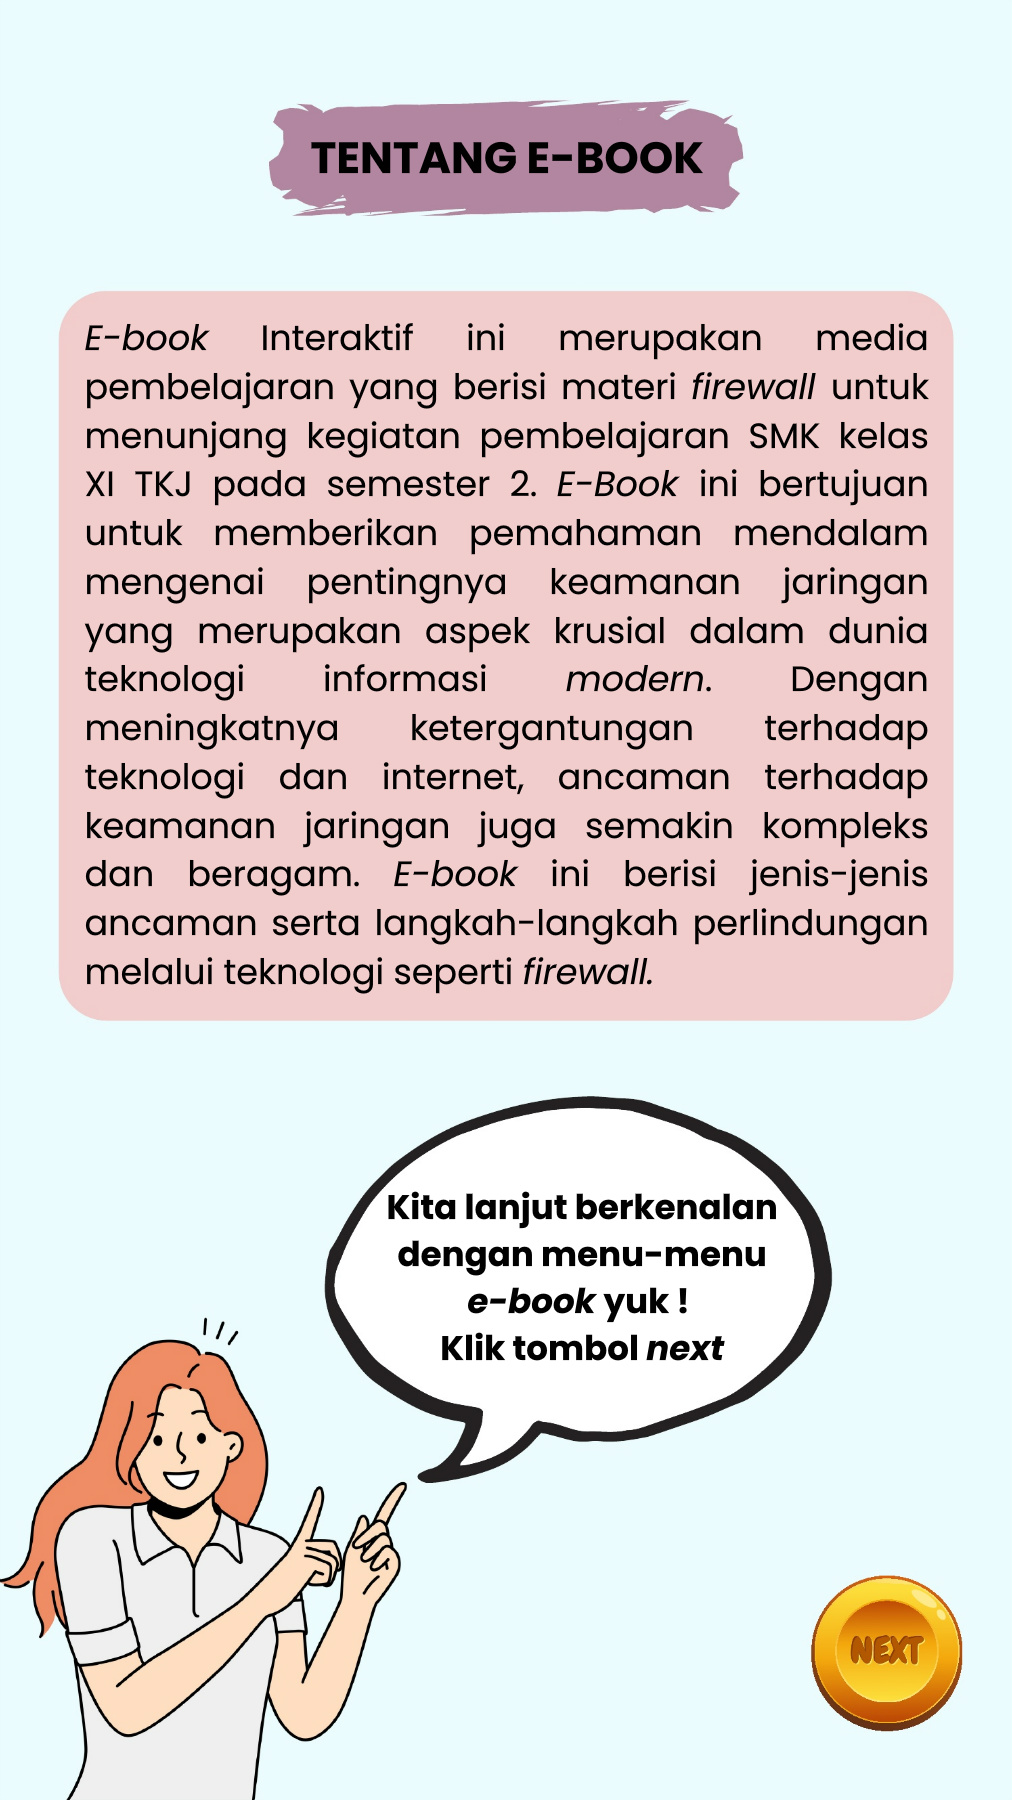 TENTANG E-BOOK
E-book Interaktif ini merupakan media
pembelajaran yang berisi materi firewall untuk
menunjang kegiatan pembelajaran SMK kelas
XI TKJ pada semester 2. E-Book ini bertujuan
untuk memberikan pemahaman mendalam
mengenai pentingnya keamanan jaringan
yang merupakan aspek krusial dalam dunia
teknologi informasi modern. Dengan
meningkatnya ketergantungan terhadap
teknologi dan internet, ancaman terhadap
keamanan jaringan juga semakin kompleks
dan beragam. E-book ini berisi jenis-jenis
ancaman serta langkah-langkah perlindungan
melalui teknologi seperti firewall.
Kita lanjut berkenalan
dengan menu-menu
e-book yuk !
Klik tombol next
NEXT